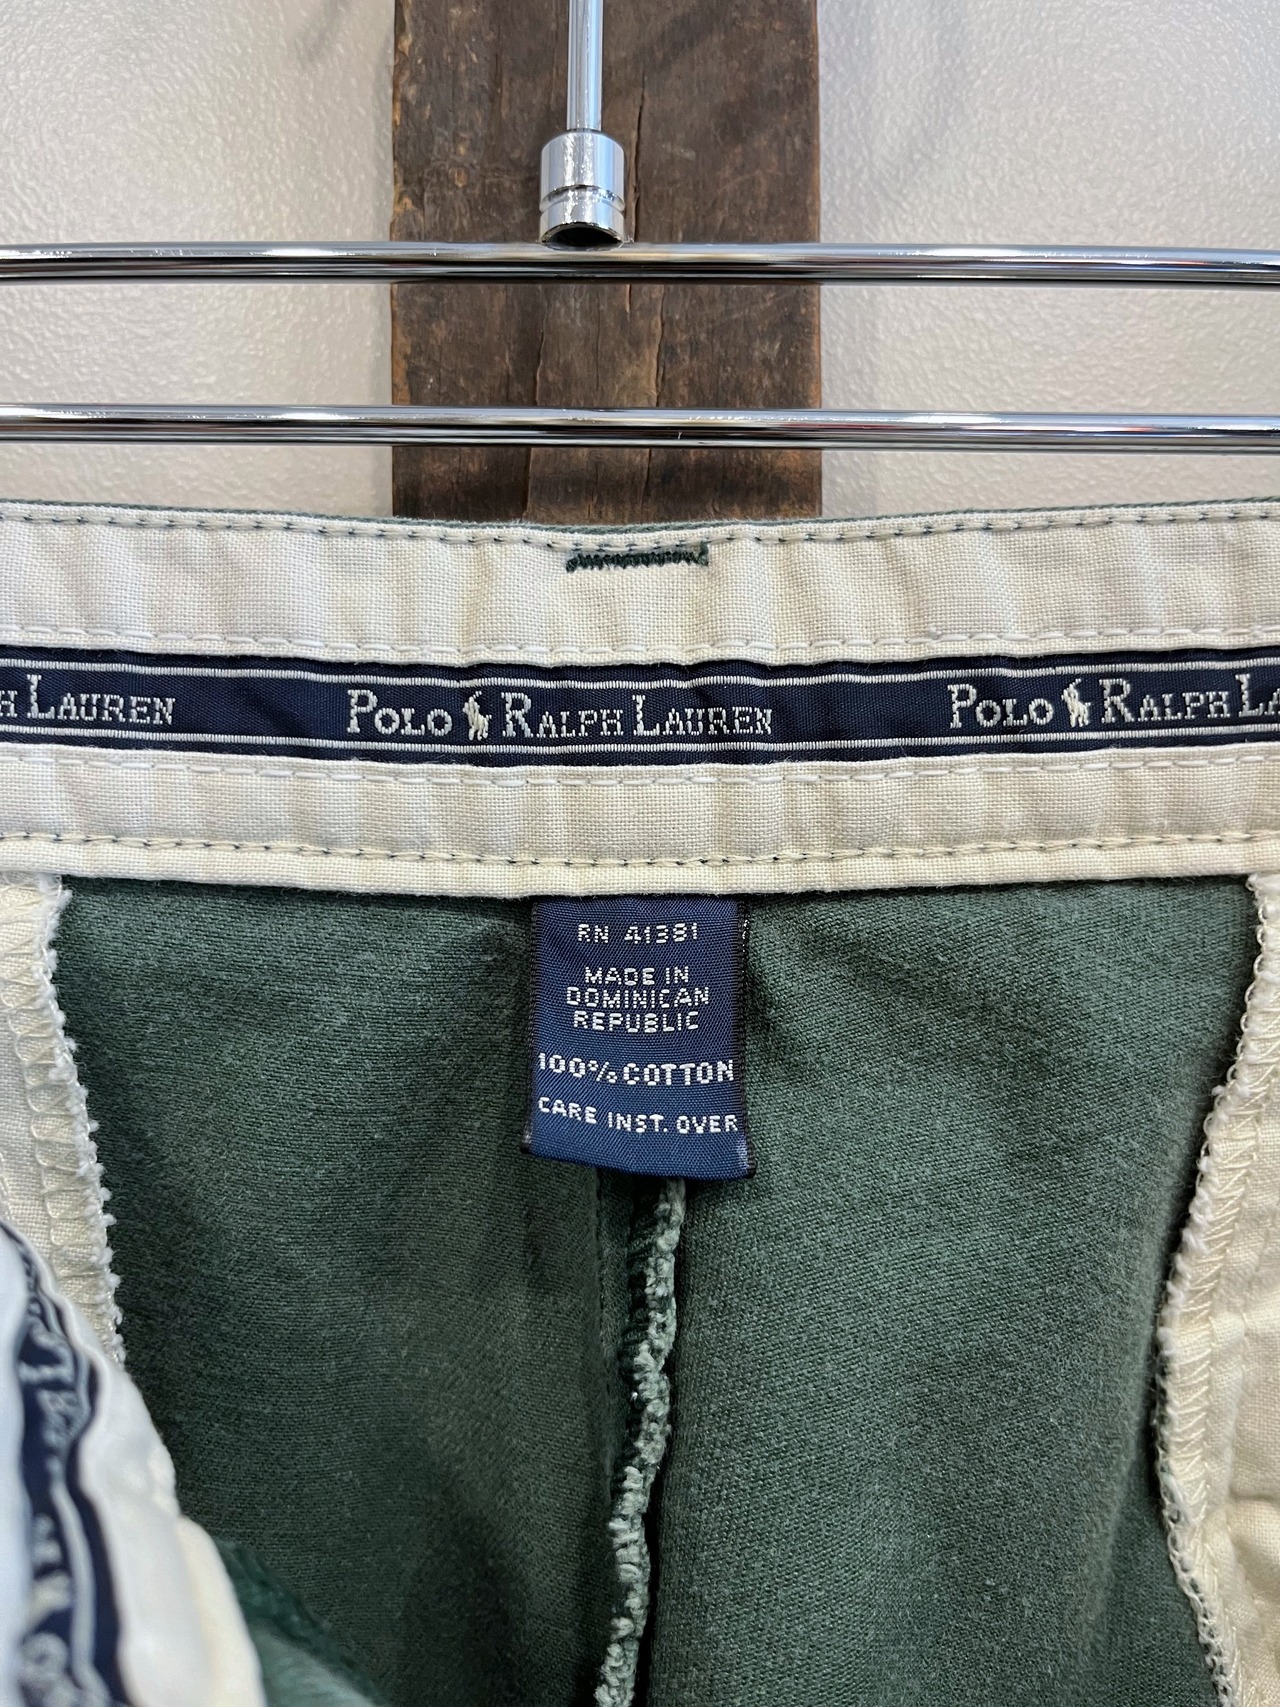 H LAUREN POLO RALPH LAUREN POLO RALPH LA
RN 41381
MADE IN
DOMINICAN
REPUBLIC
100% COTTON
CARE INST. OVER